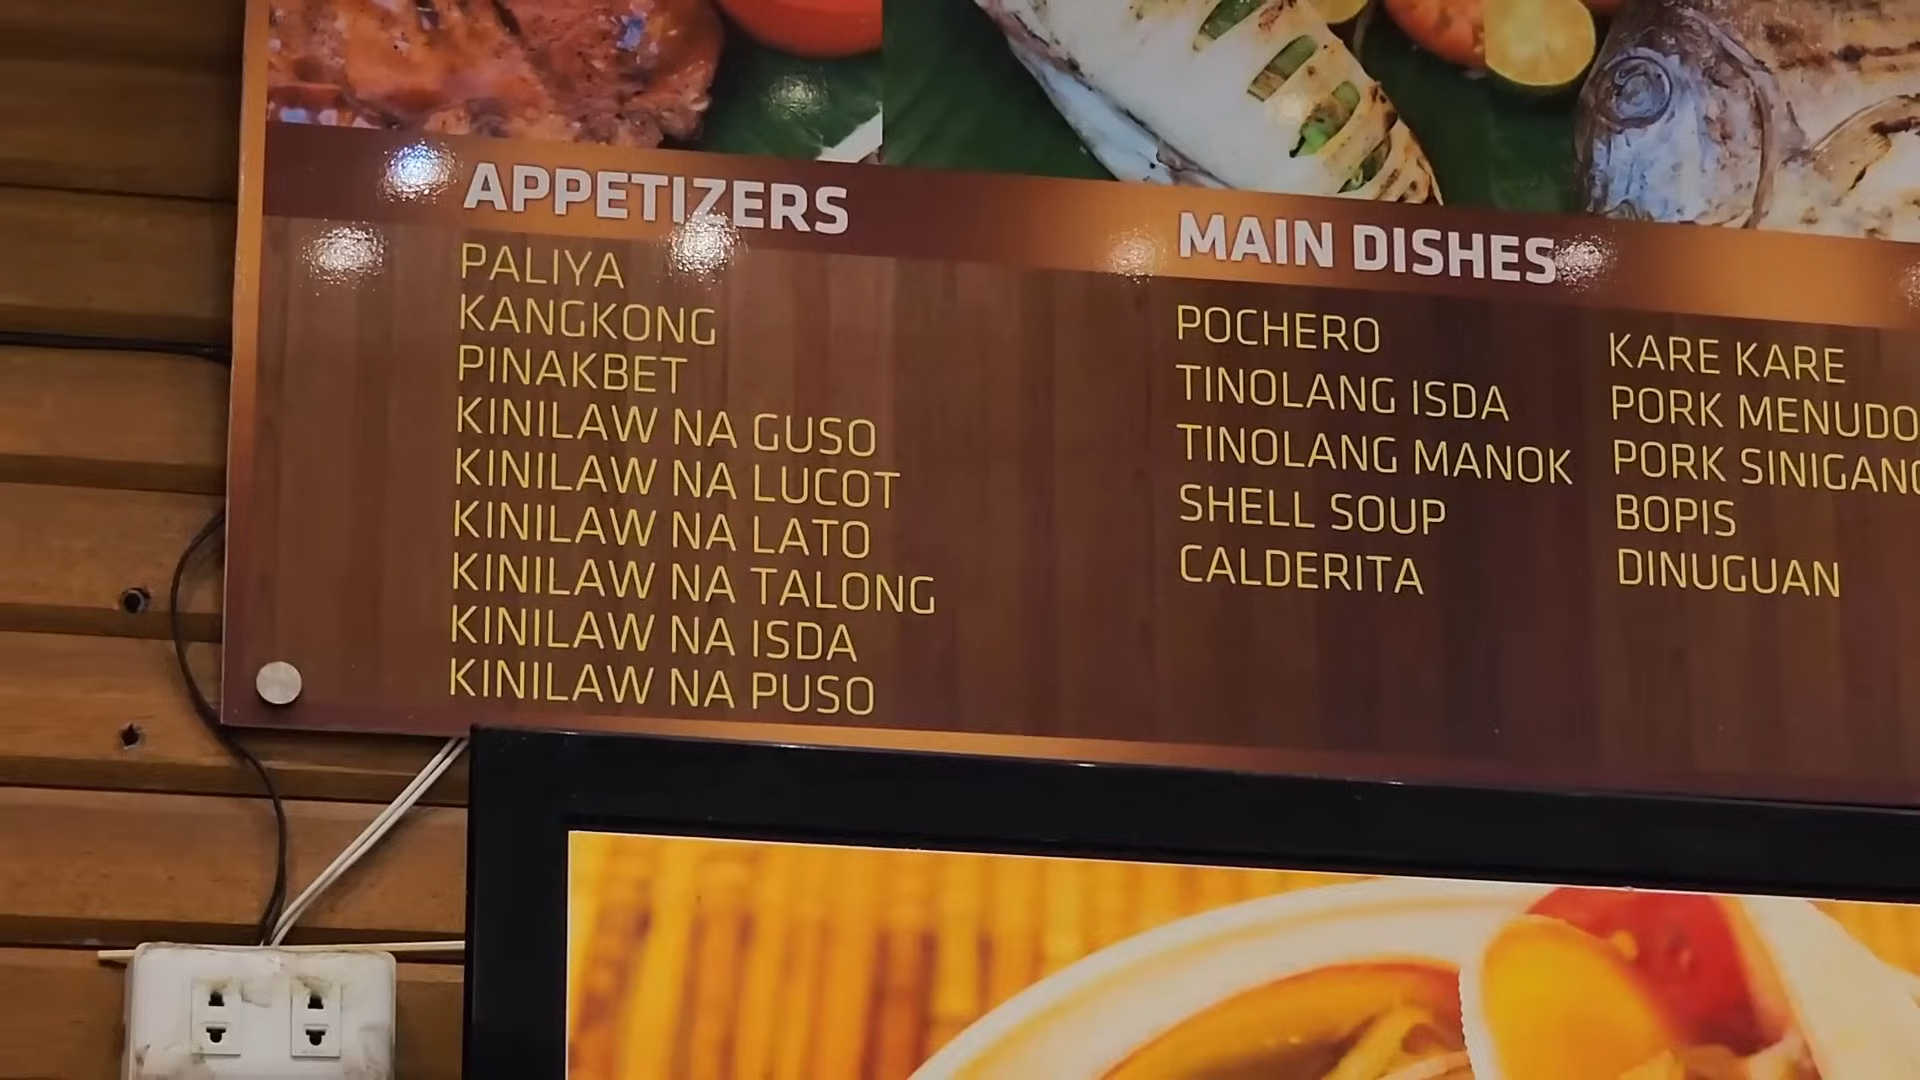 APPETIZERS
PALIYA
KANGKONG
PINAKBET
KINILAW NA GUSO
KINILAW NA LUCOT
KINILAW NA LATO
KINILAW NA TALONG
KINILAW NA ISDA
KINILAW NA PUSO
MAIN DISHES
POCHERO
TINOLANG ISDA
TINOLANG MANOK
SHELL SOUP
CALDERITA
KARE KARE
PORK MENUDO
PORK SINIGANG
BOPIS
DINUGUAN